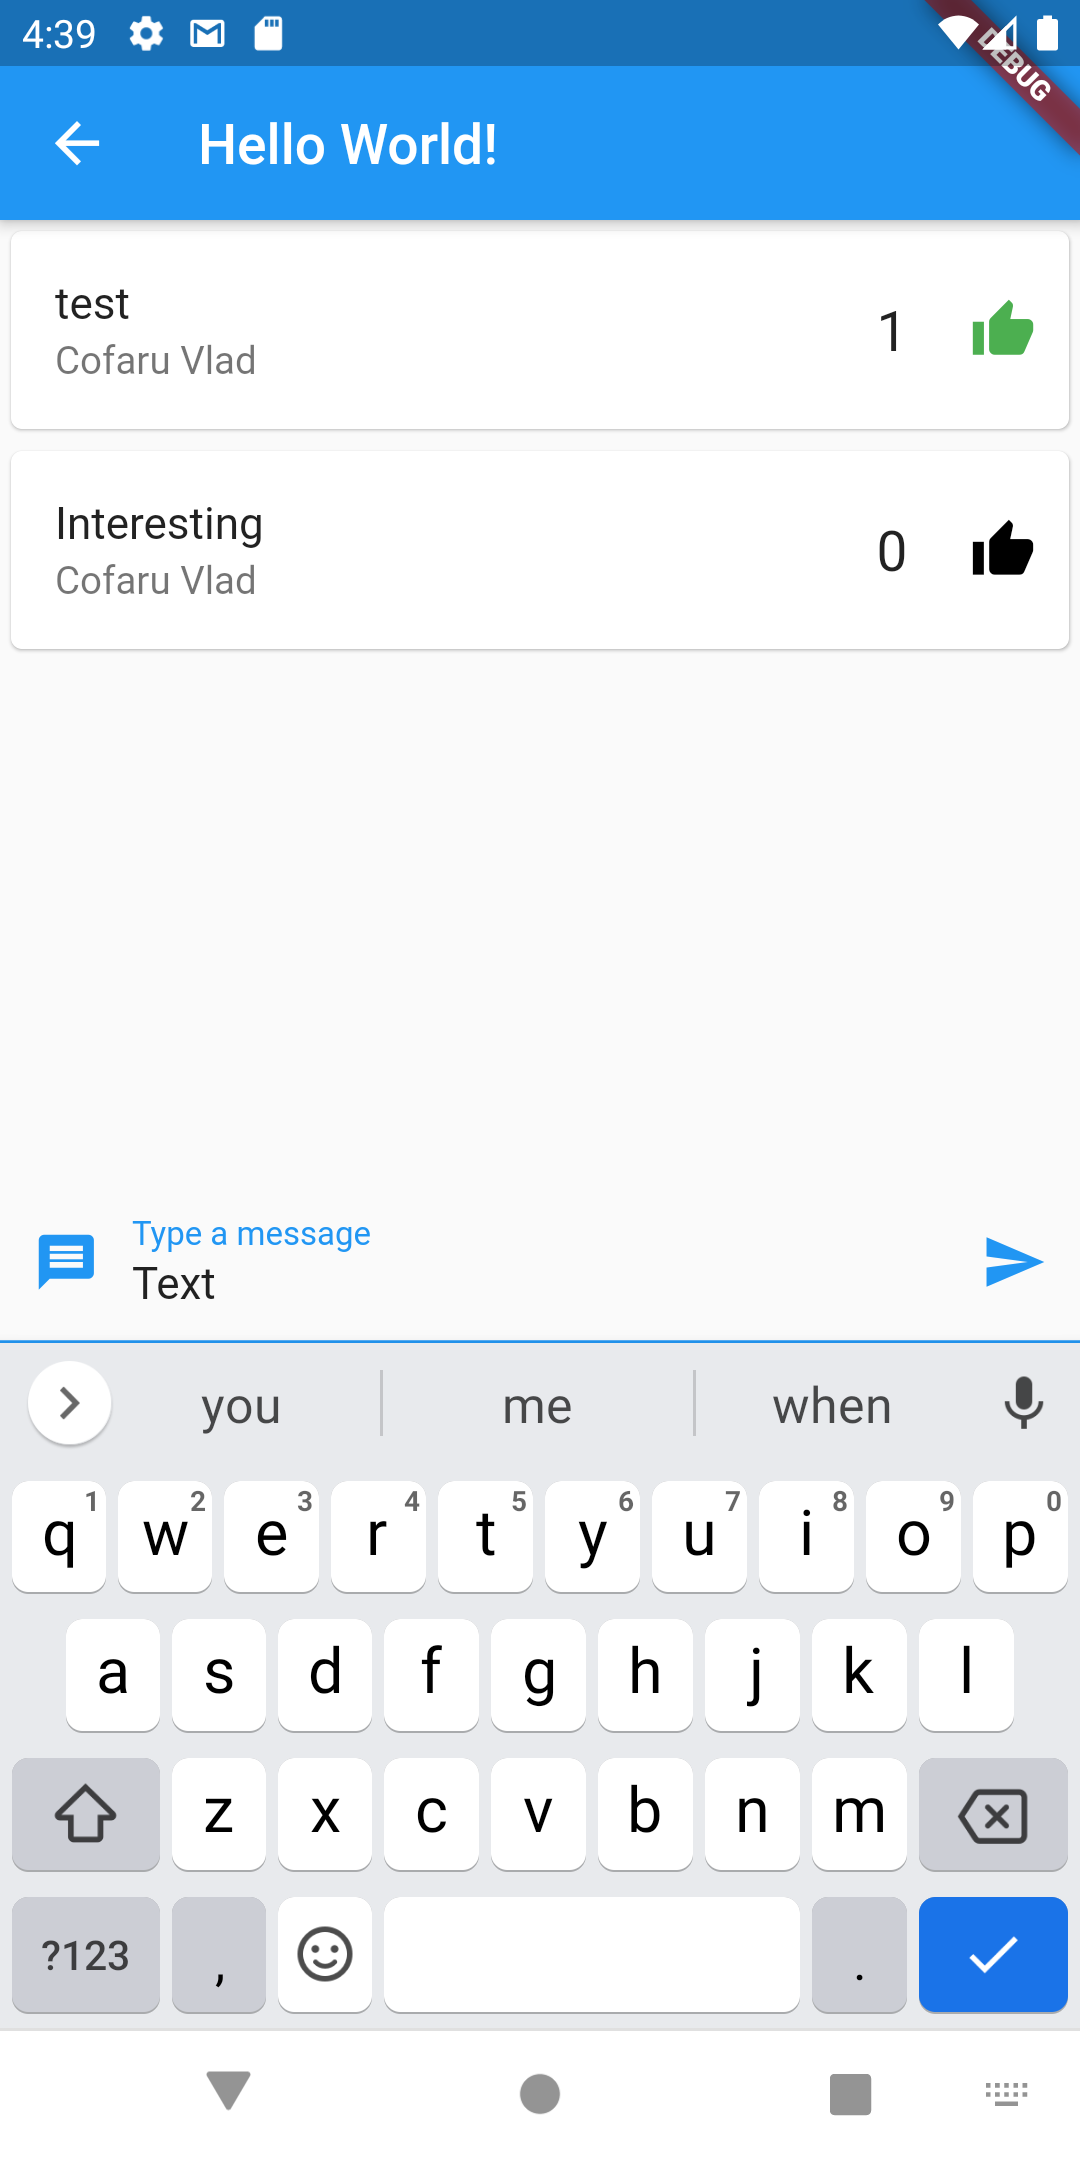 4:39
DEBUG
Hello World!
test
Cofaru Vlad
1
Interesting
Cofaru Vlad
0
Type a message
Text
you me when
q 1 w 2 e 3 r 4 t 5 y 6 u 7 i 8 o 9 p 0
a s d f g h j k l
z x c v b n m
?123 , .